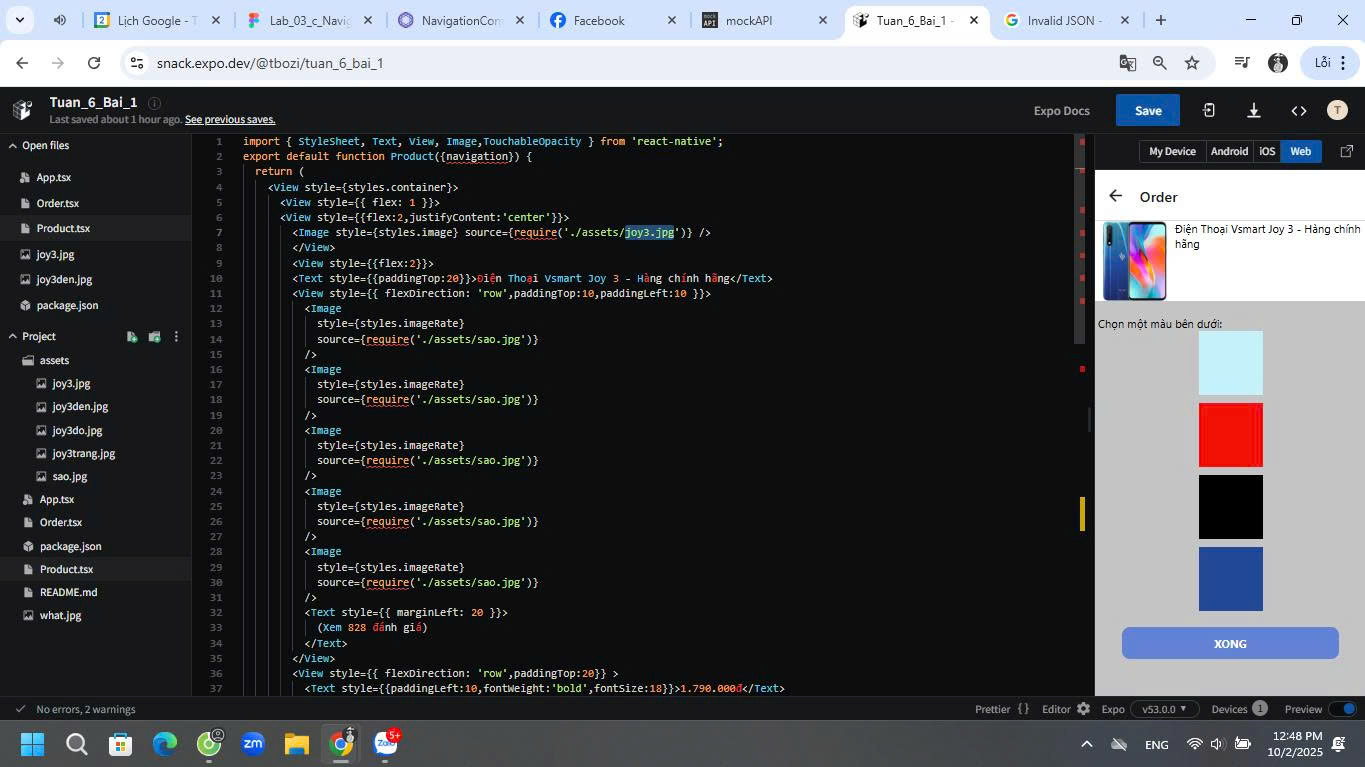 Lịch Google - T
Lab_03_c_Navig
NavigationCon
Facebook
mockAPI
Tuan_6_Bai_1 -
Invalid JSON -
snack.expo.dev/@tbozi/tuan_6_bai_1
Lỗi
Tuan_6_Bai_1
Last saved about 1 hour ago. See previous saves.
Expo Docs
Save
T
Open files
App.tsx
Order.tsx
Product.tsx
joy3.jpg
joy3den.jpg
package.json
Project
assets
joy3.jpg
joy3den.jpg
joy3do.jpg
joy3trang.jpg
sao.jpg
App.tsx
Order.tsx
package.json
Product.tsx
README.md
what.jpg
1 import { StyleSheet, Text, View, Image,TouchableOpacity } from 'react-native';
2 export default function Product({navigation}) {
3 return (
4 <View style={styles.container}>
5 <View style={{ flex: 1 }}>
6 <View style={{flex:2,justifyContent:'center'}}>
7 <Image style={styles.image} source={require('./assets/joy3.jpg')} />
8 </View>
9 <View style={{flex:2}}>
10 <Text style={{paddingTop:20}}>Điện Thoại Vsmart Joy 3 - Hàng chính hãng</Text>
11 <View style={{ flexDirection: 'row',paddingTop:10,paddingLeft:10 }}>
12 <Image
13 style={styles.imageRate}
14 source={require('./assets/sao.jpg')}
15 />
16 <Image
17 style={styles.imageRate}
18 source={require('./assets/sao.jpg')}
19 />
20 <Image
21 style={styles.imageRate}
22 source={require('./assets/sao.jpg')}
23 />
24 <Image
25 style={styles.imageRate}
26 source={require('./assets/sao.jpg')}
27 />
28 <Image
29 style={styles.imageRate}
30 source={require('./assets/sao.jpg')}
31 />
32 <Text style={{ marginLeft: 20 }}>
33 (Xem 828 đánh giá)
34 </Text>
35 </View>
36 <View style={{ flexDirection: 'row',paddingTop:20}} >
37 <Text style={{paddingLeft:10,fontWeight:'bold',fontSize:18}}>1.790.000đ</Text>
My Device
Android
iOS
Web
Order
Điện Thoại Vsmart Joy 3 - Hàng chính
hãng
Chọn một màu bên dưới:
XONG
No errors, 2 warnings
Prettier { }
Editor
Expo
v53.0.0
Devices 1
Preview
zm
Zalo
5+
ENG
12:48 PM
10/2/2025